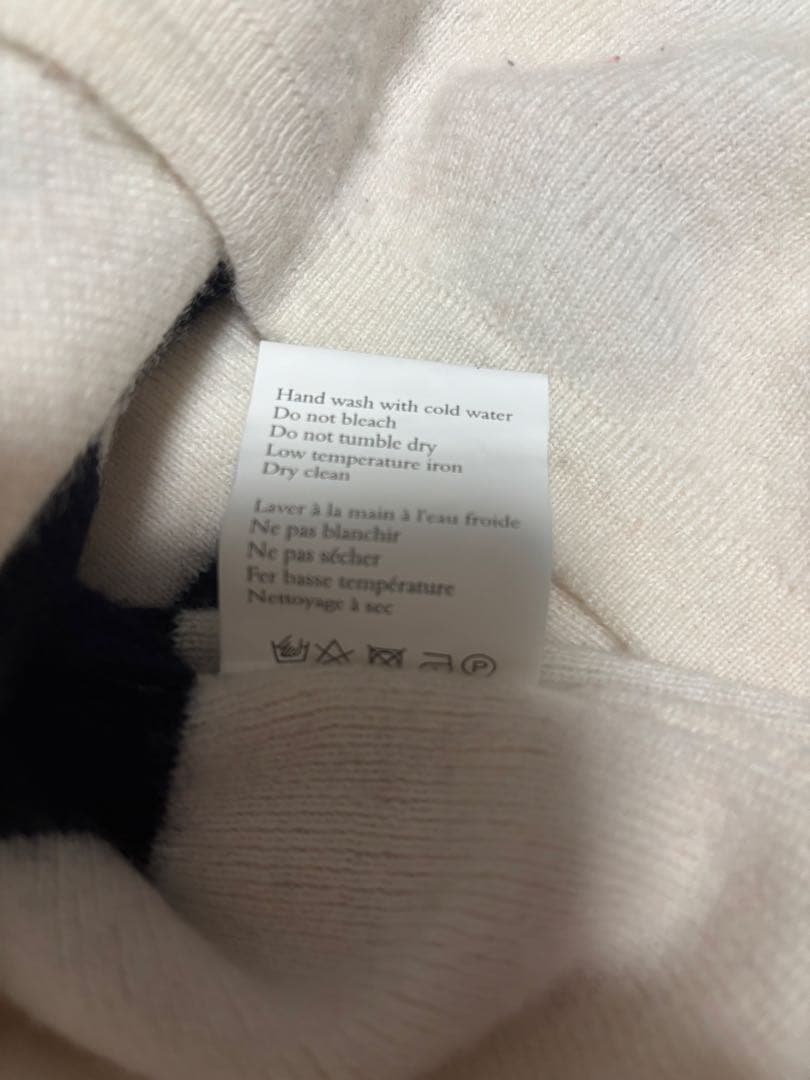 Hand wash with cold water
Do not bleach
Do not tumble dry
Low temperature iron
Dry clean
Laver à la main à l'eau froide
Ne pas blanchir
Ne pas sécher
Fer basse température
Nettoyage à sec
P